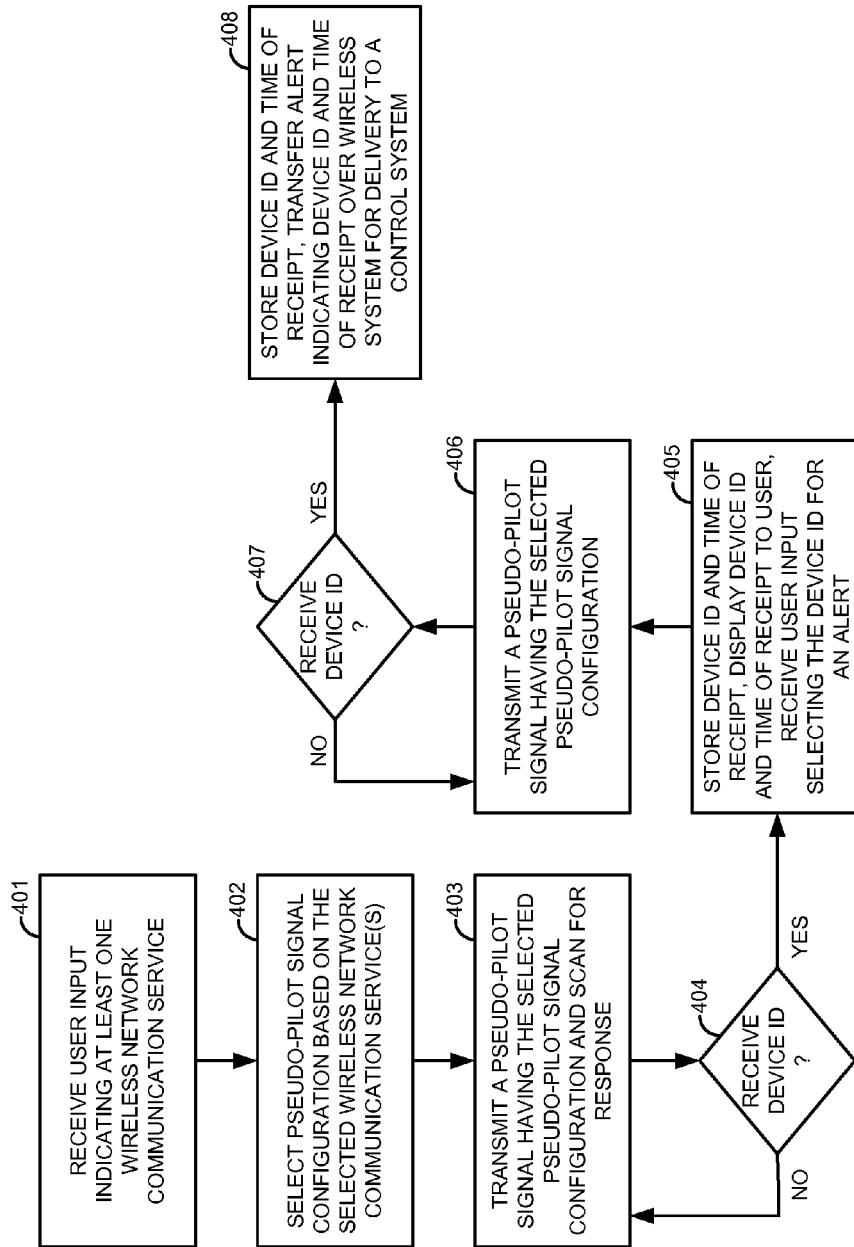 401
RECEIVE USER INPUT
INDICATING AT LEAST ONE
WIRELESS NETWORK
COMMUNICATION SERVICE
402
SELECT PSEUDO-PILOT SIGNAL
CONFIGURATION BASED ON THE
SELECTED WIRELESS NETWORK
COMMUNICATION SERVICE(S)
403
TRANSMIT A PSEUDO-PILOT
SIGNAL HAVING THE SELECTED
PSEUDO-PILOT SIGNAL
CONFIGURATION AND SCAN FOR
RESPONSE
404
RECEIVE
DEVICE ID
?
NO
YES
405
STORE DEVICE ID AND TIME OF
RECEIPT, DISPLAY DEVICE ID
AND TIME OF RECEIPT TO USER,
RECEIVE USER INPUT
SELECTING THE DEVICE ID FOR
AN ALERT
406
TRANSMIT A PSEUDO-PILOT
SIGNAL HAVING THE SELECTED
PSEUDO-PILOT SIGNAL
CONFIGURATION
407
RECEIVE
DEVICE ID
?
NO
YES
408
STORE DEVICE ID AND TIME OF
RECEIPT, TRANSFER ALERT
INDICATING DEVICE ID AND TIME
OF RECEIPT OVER WIRELESS
SYSTEM FOR DELIVERY TO A
CONTROL SYSTEM